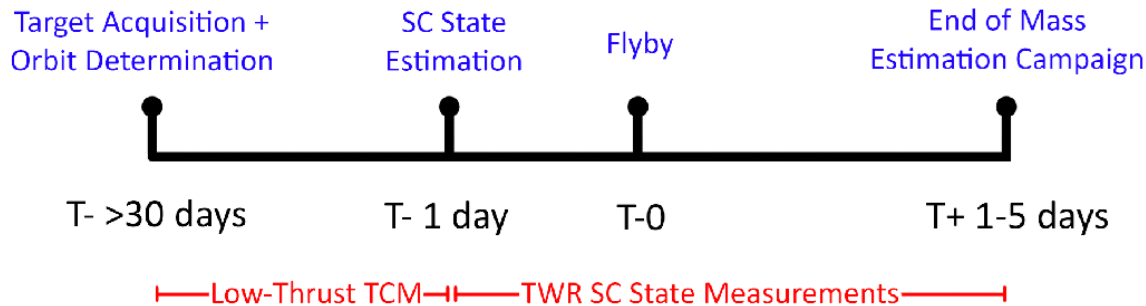 Target Acquisition +
Orbit Determination
SC State
Estimation
Flyby
End of Mass
Estimation Campaign
T- >30 days
T- 1 day
T-0
T+ 1-5 days
Low-Thrust TCM
TWR SC State Measurements